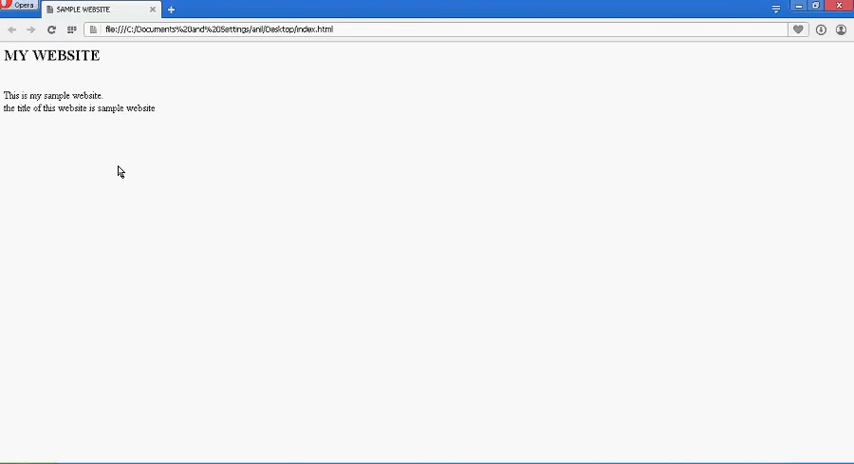 Opera
SAMPLE WEBSITE
file:///C:/Documents%20and%20Settings/anil/Desktop/index.html
MY WEBSITE
This is my sample website.
the title of this website is sample website